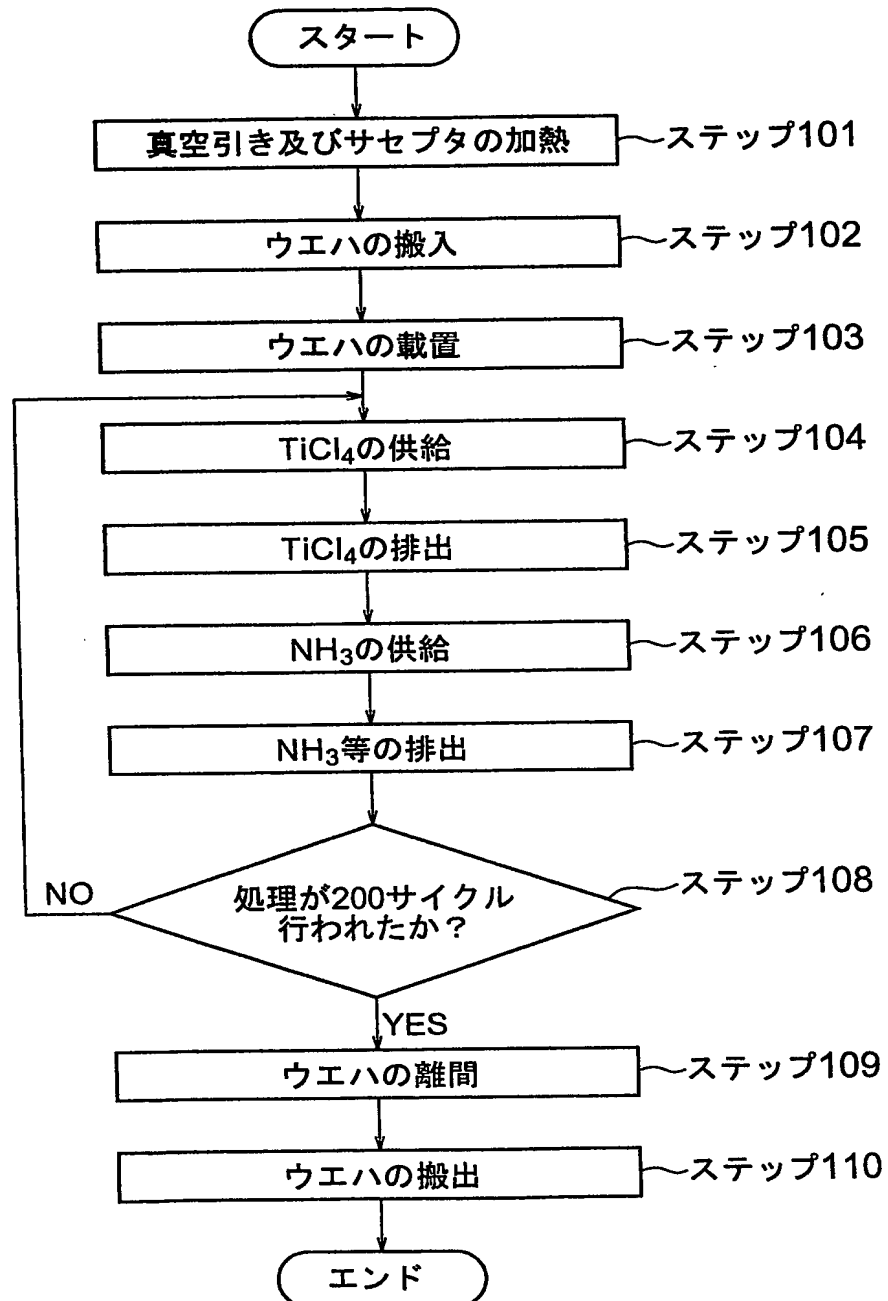 スタート
真空引き及びサセプタの加熱
ステップ101
ウエハの搬入
ステップ102
ウエハの載置
ステップ103
TiCl₄の供給
ステップ104
TiCl₄の排出
ステップ105
NH₃の供給
ステップ106
NH₃等の排出
ステップ107
処理が200サイクル
行われたか？
ステップ108
NO
YES
ウエハの離間
ステップ109
ウエハの搬出
ステップ110
エンド